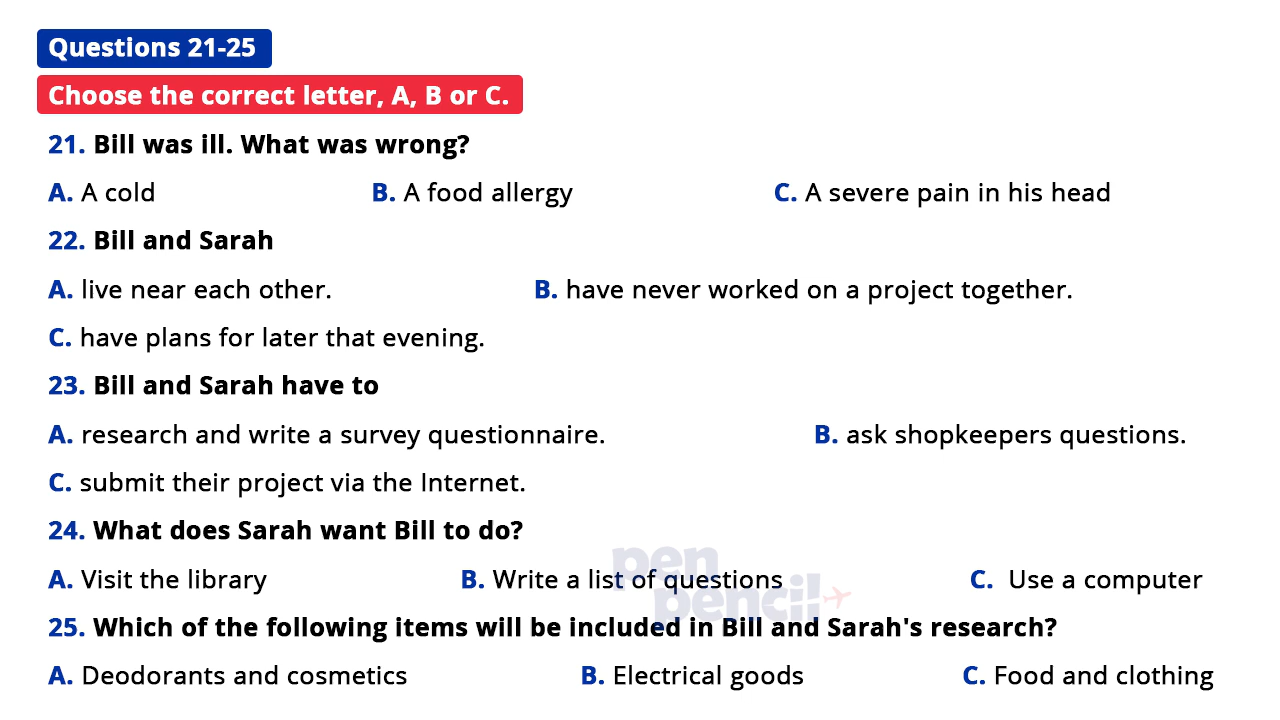 Questions 21-25
Choose the correct letter, A, B or C.
21. Bill was ill. What was wrong?
A. A cold B. A food allergy C. A severe pain in his head
22. Bill and Sarah
A. live near each other. B. have never worked on a project together.
C. have plans for later that evening.
23. Bill and Sarah have to
A. research and write a survey questionnaire. B. ask shopkeepers questions.
C. submit their project via the Internet.
24. What does Sarah want Bill to do?
pen
A. Visit the library B. Write a list of questions C. Use a computer
pencil
25. Which of the following items will be included in Bill and Sarah's research?
A. Deodorants and cosmetics B. Electrical goods C. Food and clothing